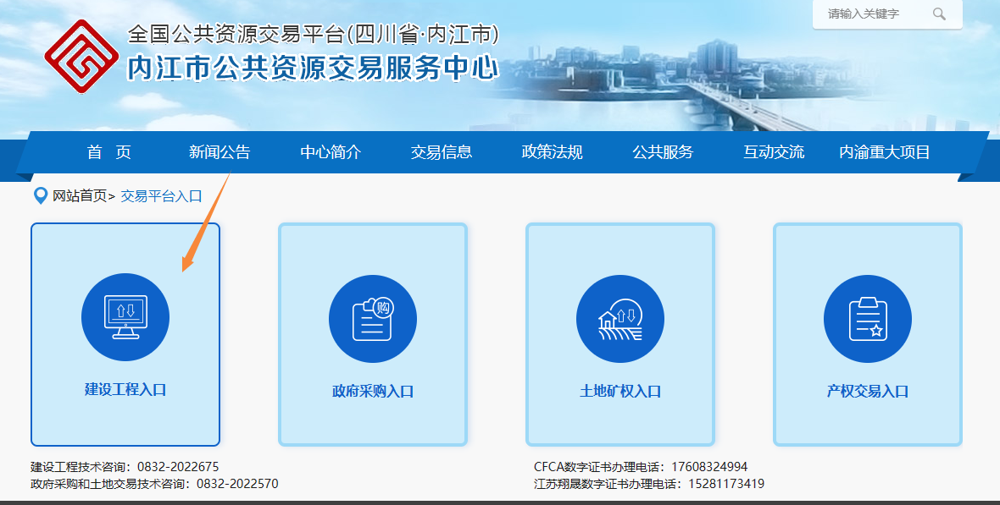 请输入关键字
全国公共资源交易平台(四川省·内江市)
内江市公共资源交易服务中心
首 页 新闻公告 中心简介 交易信息 政策法规 公共服务 互动交流 内渝重大项目
网站首页> 交易平台入口
购
建设工程入口 政府采购入口 土地矿权入口 产权交易入口
建设工程技术咨询：0832-2022675 CFCA数字证书办理电话：17608324994
政府采购和土地交易技术咨询：0832-2022570 江苏翔晟数字证书办理电话：15281173419